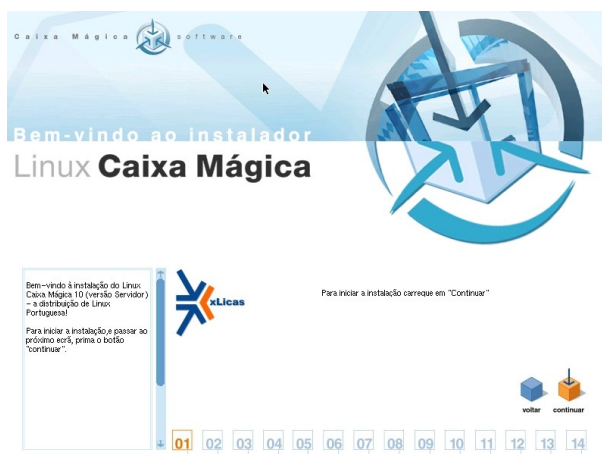 Caixa Mágica software
Bem-vindo ao instalador
Linux Caixa Mágica
Bem-vindo à instalação do Linux
Caixa Mágica 10 (versão Servidor)
- a distribuição de Linux
Portuguesa!
Para iniciar a instalação,e passar ao
próximo ecrã, prima o botão
"continuar".
xLicas
Para iniciar a instalação carregue em "Continuar"
voltar continuar
01 02 03 04 05 06 07 08 09 10 11 12 13 14